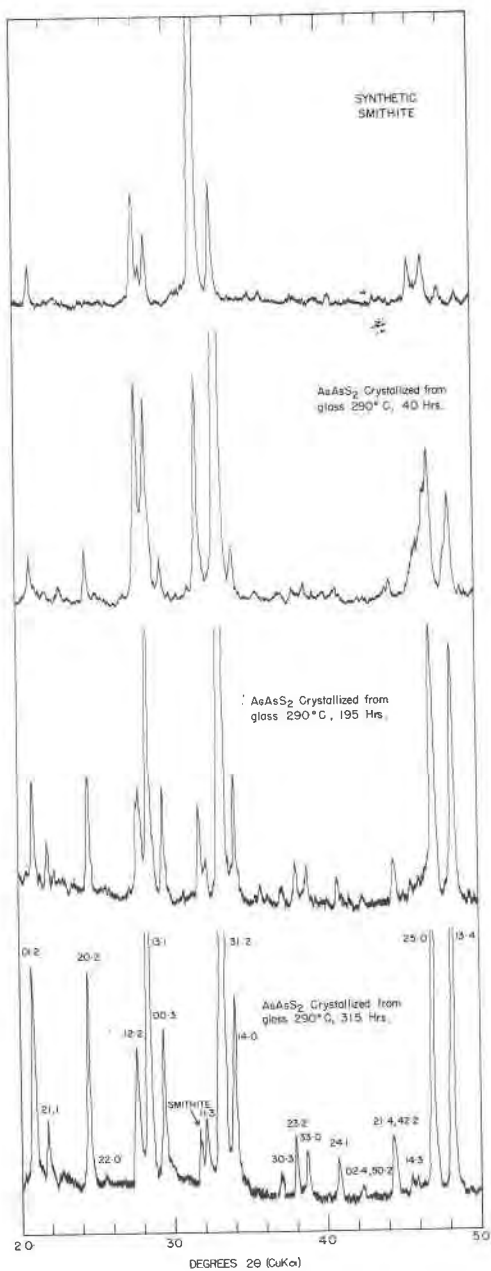 SYNTHETIC
SMITHITE
AgAsS2 Crystallized from
glass 290° C, 40 Hrs.
AgAsS2 Crystallized from
glass 290°C, 195 Hrs.
01·2
20·2
13·1
31·2
25·0
13·4
AgAsS2 Crystallized from
glass 290°C, 315 Hrs.
12·2
00·3
14·0
SMITHITE
11·3
21,1
22·0
30·3
23·2
33·0
24·1
02·4, 50·2
21·4, 42·2
14·3
20
30
40
50
DEGREES 2θ (CuKα)